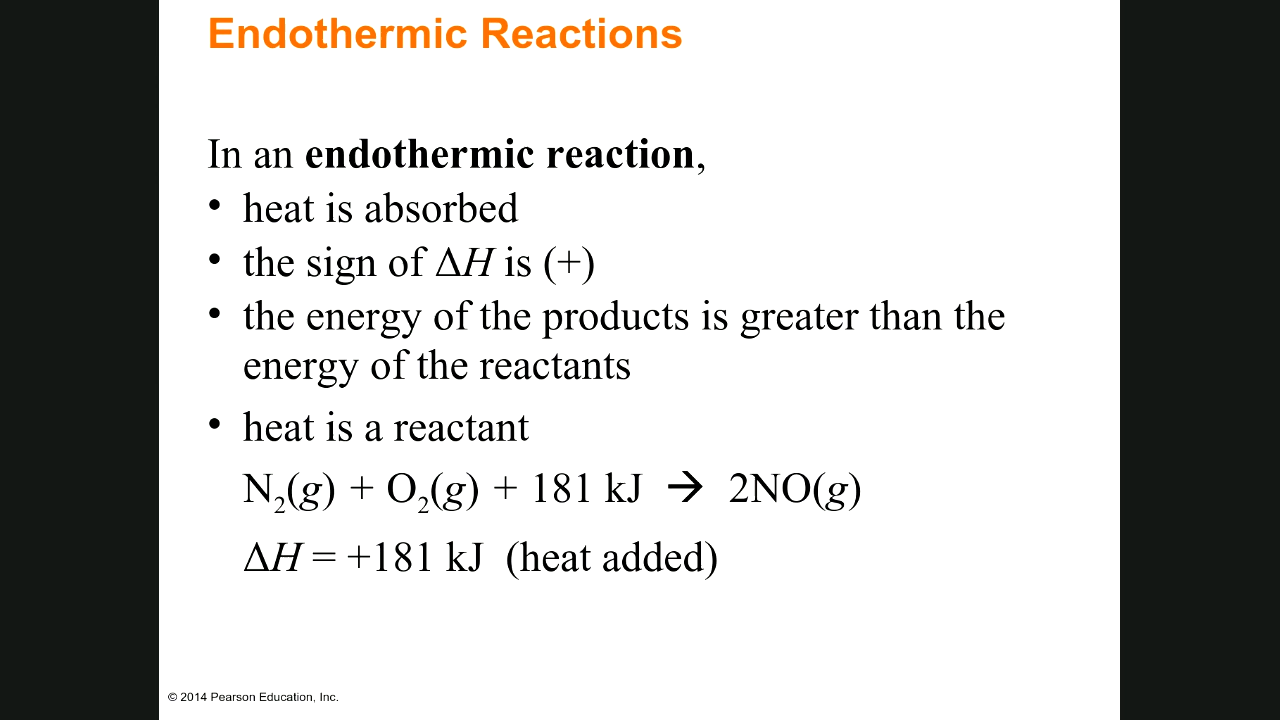 Endothermic Reactions
In an endothermic reaction,
• heat is absorbed
• the sign of ΔH is (+)
• the energy of the products is greater than the
energy of the reactants
• heat is a reactant
N₂(g) + O₂(g) + 181 kJ → 2NO(g)
ΔH = +181 kJ (heat added)
© 2014 Pearson Education, Inc.